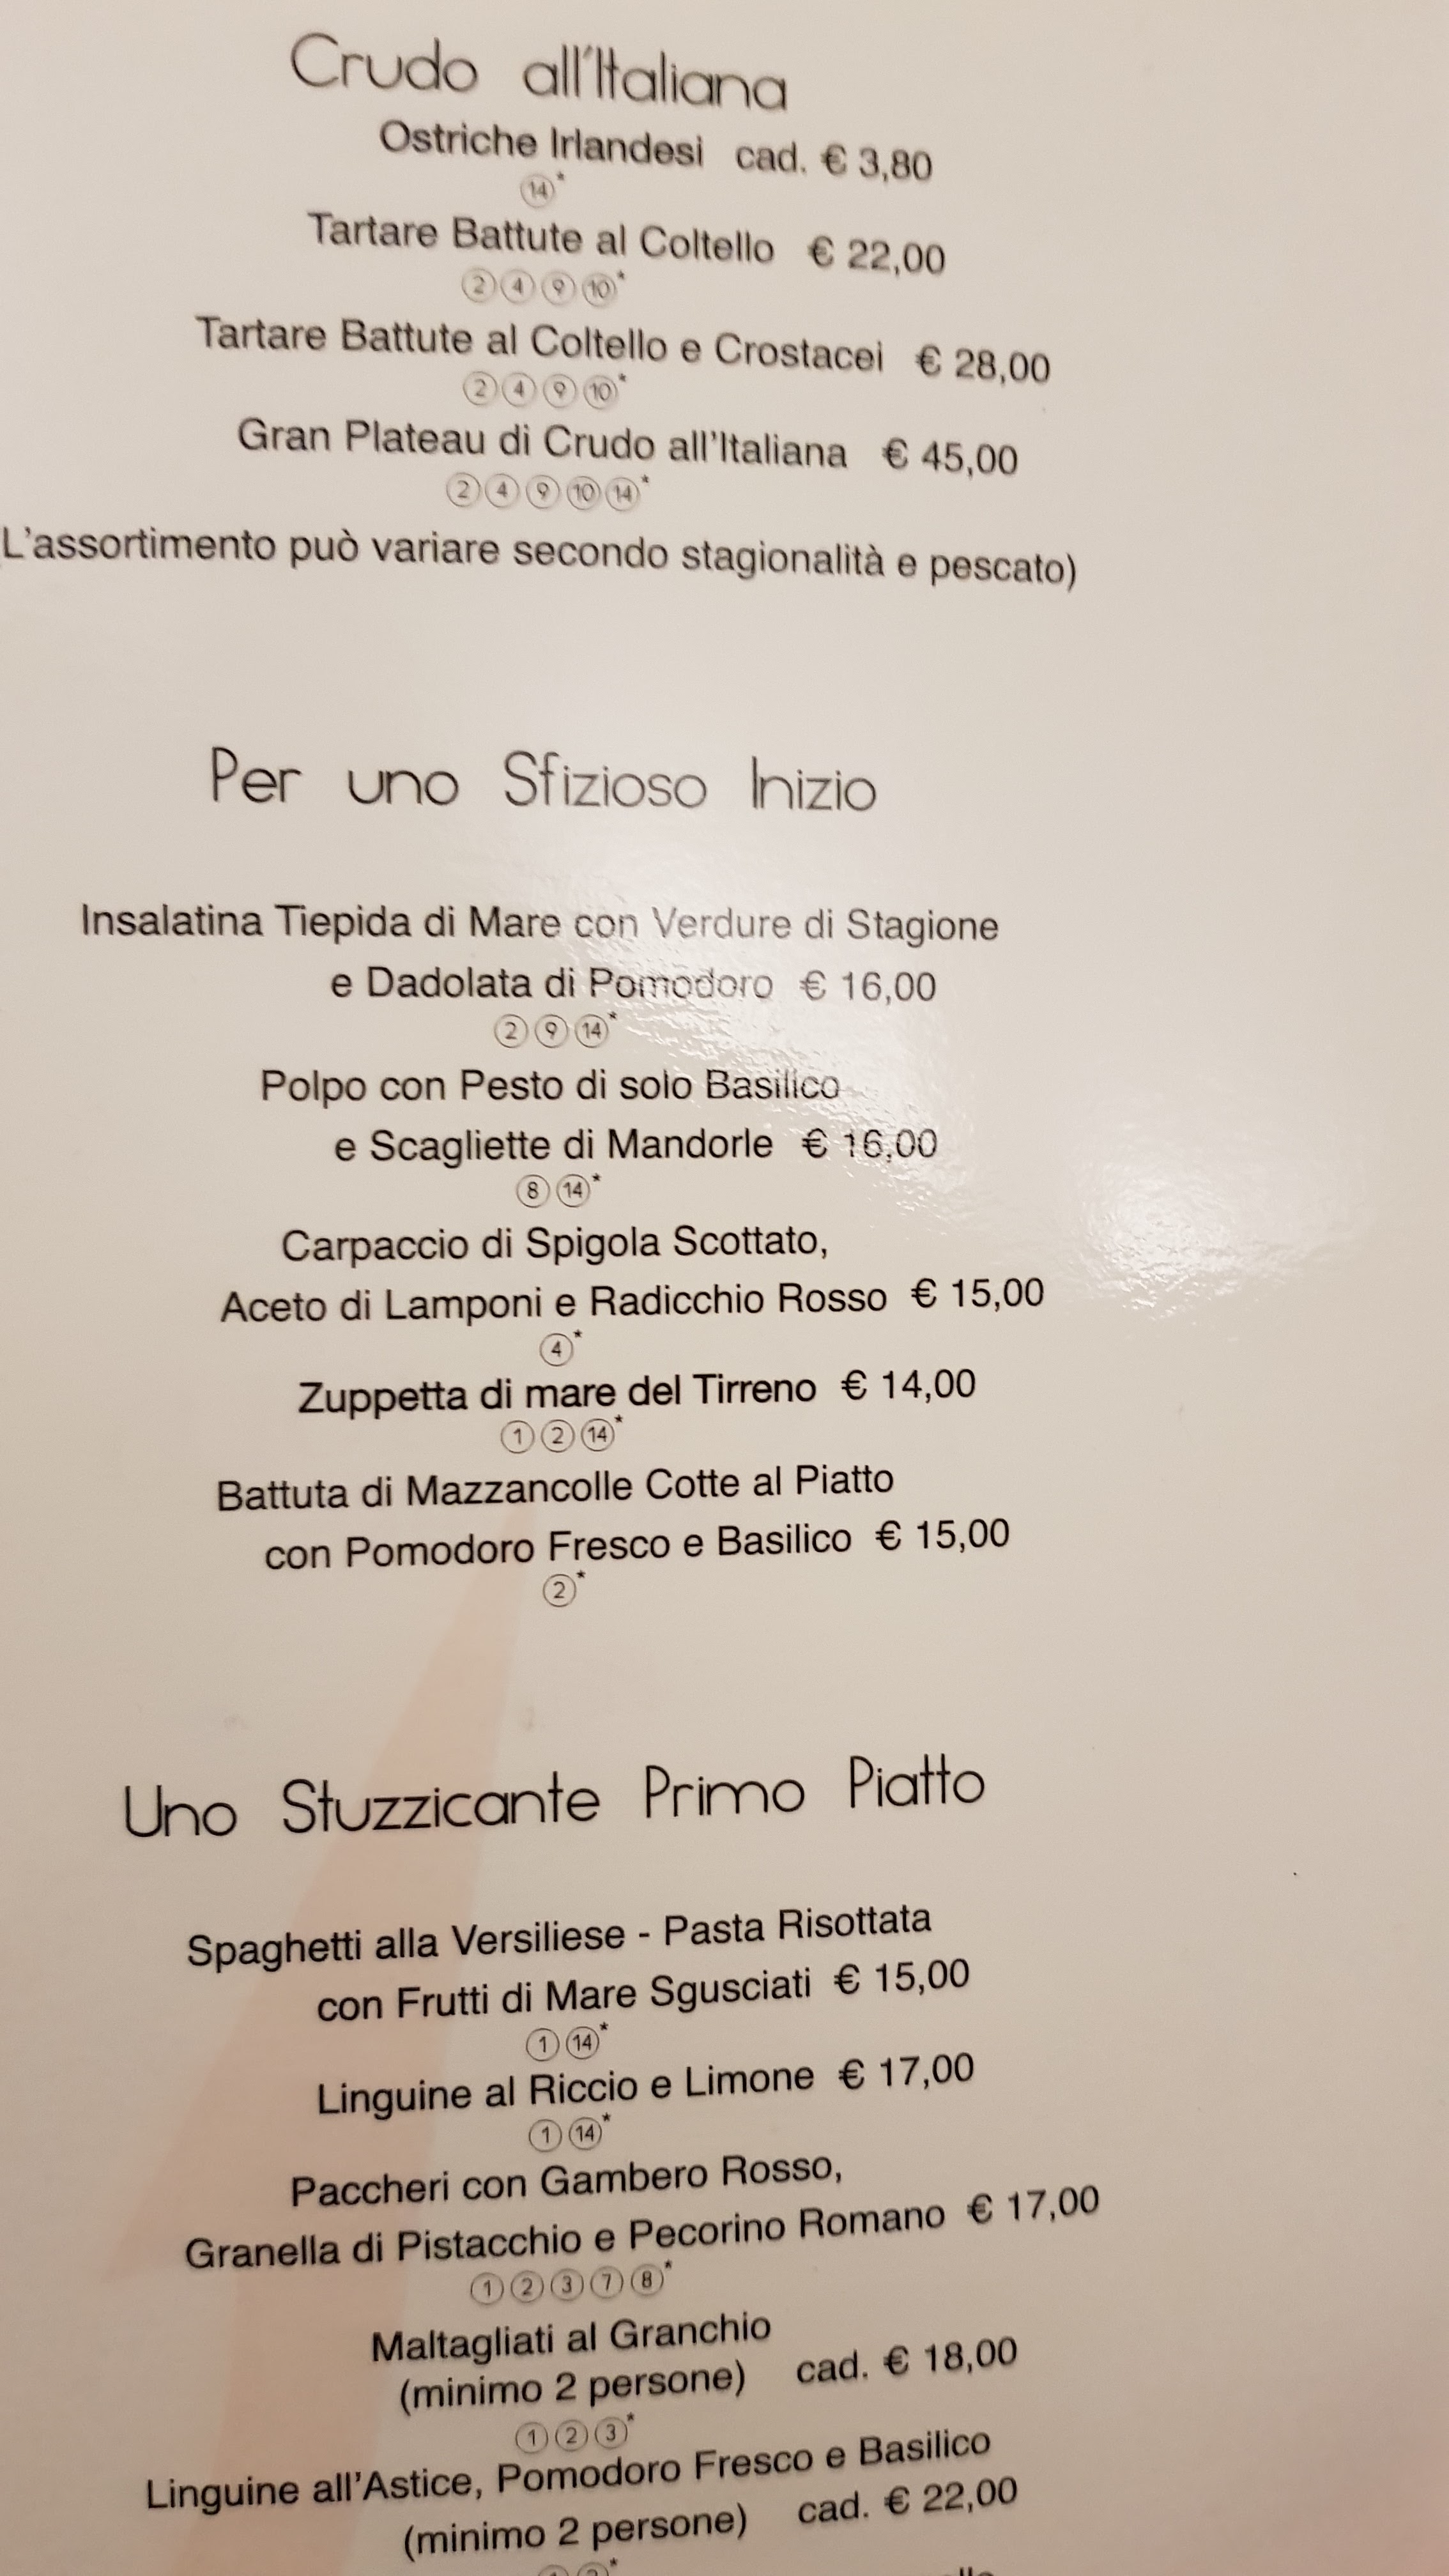 Crudo all'Italiana
Ostriche Irlandesi cad. € 3,80
14*
Tartare Battute al Coltello € 22,00
2 4 9 10*
Tartare Battute al Coltello e Crostacei € 28,00
2 4 9 10*
Gran Plateau di Crudo all'Italiana € 45,00
2 4 9 10 14*
L'assortimento può variare secondo stagionalità e pescato)
Per uno Sfizioso Inizio
Insalatina Tiepida di Mare con Verdure di Stagione
e Dadolata di Pomodoro € 16,00
2 9 14*
Polpo con Pesto di solo Basilico
e Scagliette di Mandorle € 16,00
8 14*
Carpaccio di Spigola Scottato,
Aceto di Lamponi e Radicchio Rosso € 15,00
4*
Zuppetta di mare del Tirreno € 14,00
1 2 14*
Battuta di Mazzancolle Cotte al Piatto
con Pomodoro Fresco e Basilico € 15,00
2*
Uno Stuzzicante Primo Piatto
Spaghetti alla Versiliese - Pasta Risottata
con Frutti di Mare Sgusciati € 15,00
1 14*
Linguine al Riccio e Limone € 17,00
1 14*
Paccheri con Gambero Rosso,
Granella di Pistacchio e Pecorino Romano € 17,00
1 2 3 7 8*
Maltagliati al Granchio
(minimo 2 persone) cad. € 18,00
1 2 3*
Linguine all'Astice, Pomodoro Fresco e Basilico
(minimo 2 persone) cad. € 22,00